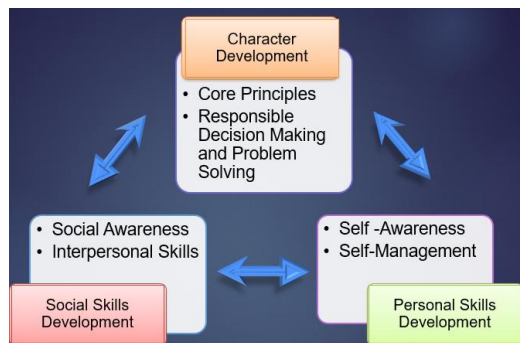 Character
Development
• Core Principles
• Responsible
Decision Making
and Problem
Solving
• Social Awareness
• Interpersonal Skills
Social Skills
Development
• Self -Awareness
• Self-Management
Personal Skills
Development